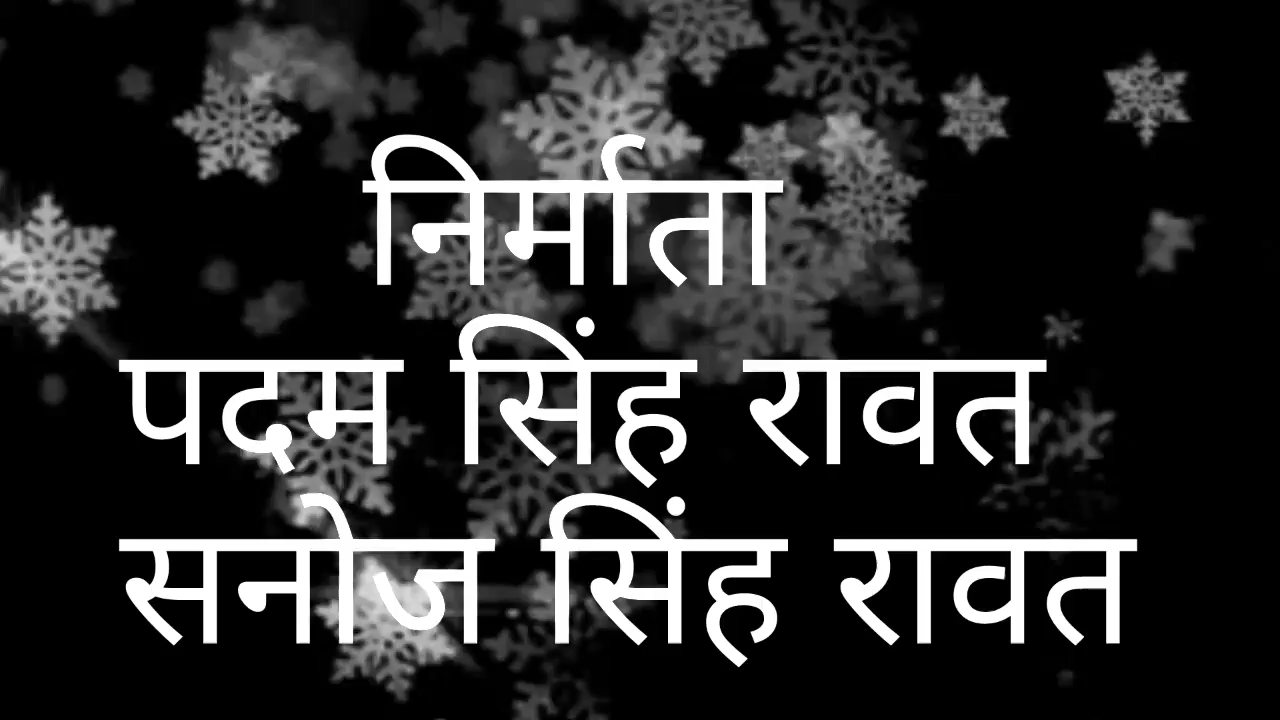 निर्माता
पदम सिंह रावत
सनोज सिंह रावत